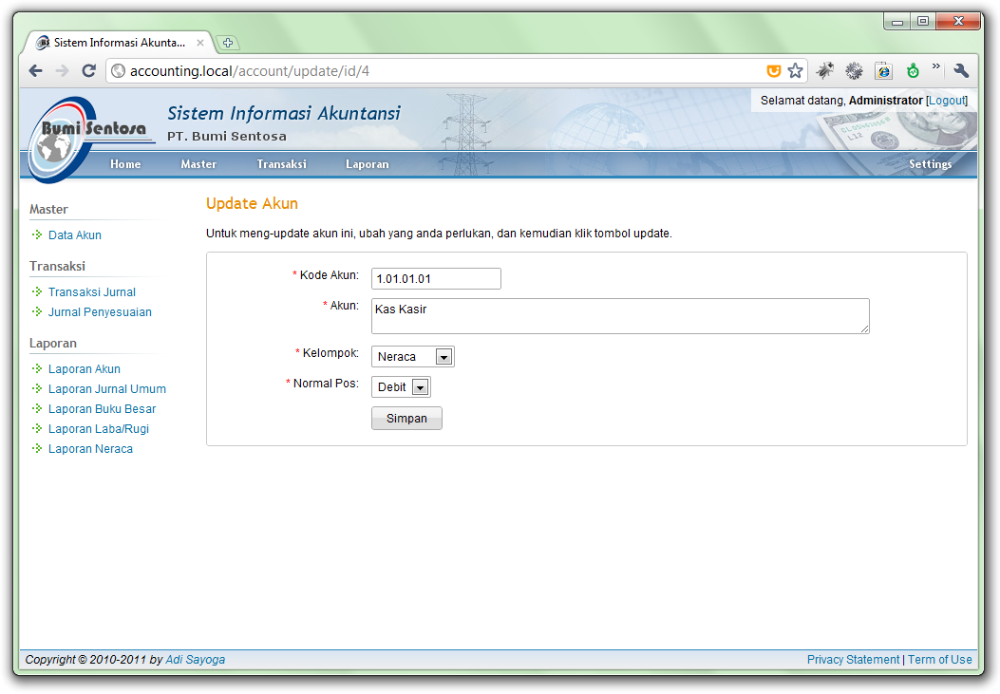 Sistem Informasi Akunta...
accounting.local/account/update/id/4
Selamat datang, Administrator [Logout]
Bumi Sentosa
Sistem Informasi Akuntansi
PT. Bumi Sentosa
Home Master Transaksi Laporan Settings
Master
Data Akun
Transaksi
Transaksi Jurnal
Jurnal Penyesuaian
Laporan
Laporan Akun
Laporan Jurnal Umum
Laporan Buku Besar
Laporan Laba/Rugi
Laporan Neraca
Update Akun
Untuk meng-update akun ini, ubah yang anda perlukan, dan kemudian klik tombol update.
* Kode Akun: 1.01.01.01
* Akun: Kas Kasir
* Kelompok: Neraca
* Normal Pos: Debit
Simpan
Copyright © 2010-2011 by Adi Sayoga
Privacy Statement | Term of Use